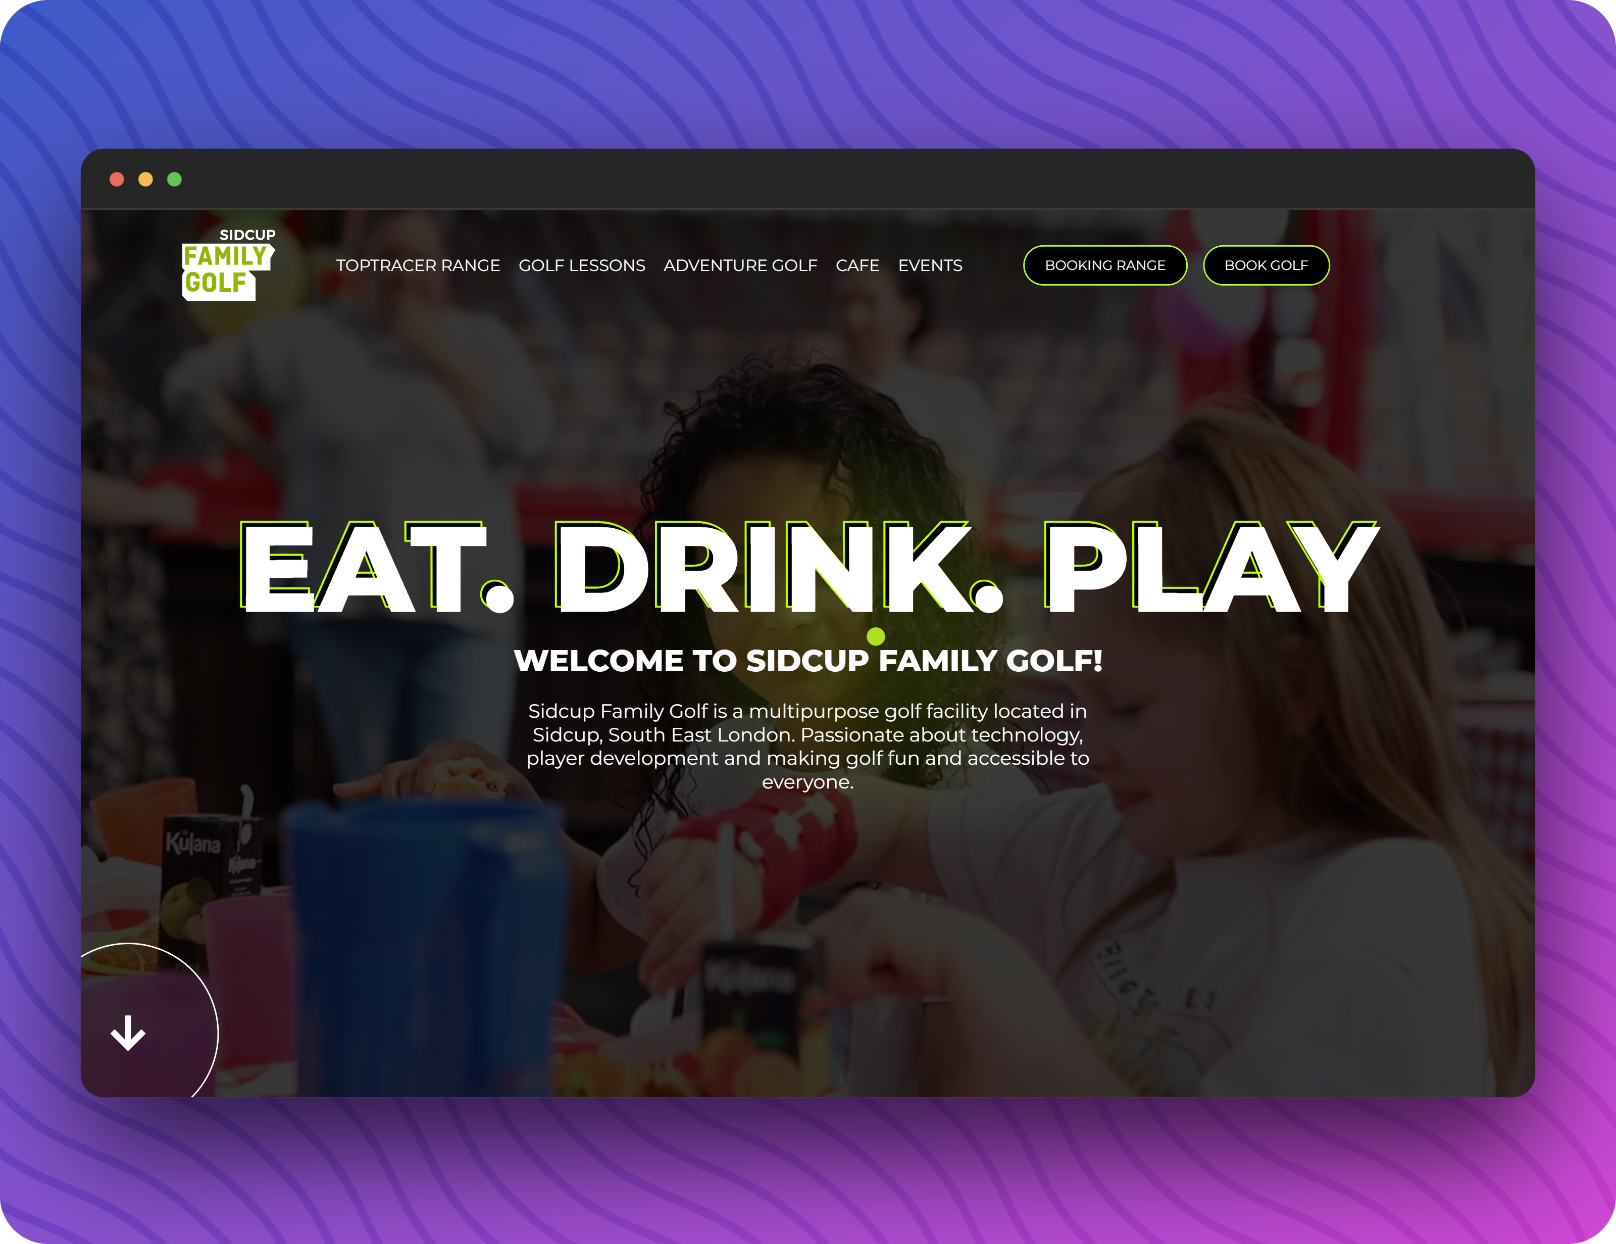 SIDCUP
FAMILY
GOLF
TOPTRACER RANGE GOLF LESSONS ADVENTURE GOLF CAFE EVENTS BOOKING RANGE BOOK GOLF
EAT. DRINK. PLAY
WELCOME TO SIDCUP FAMILY GOLF!
Sidcup Family Golf is a multipurpose golf facility located in
Sidcup, South East London. Passionate about technology,
player development and making golf fun and accessible to
everyone.
Kulana
Kulana
Kulana